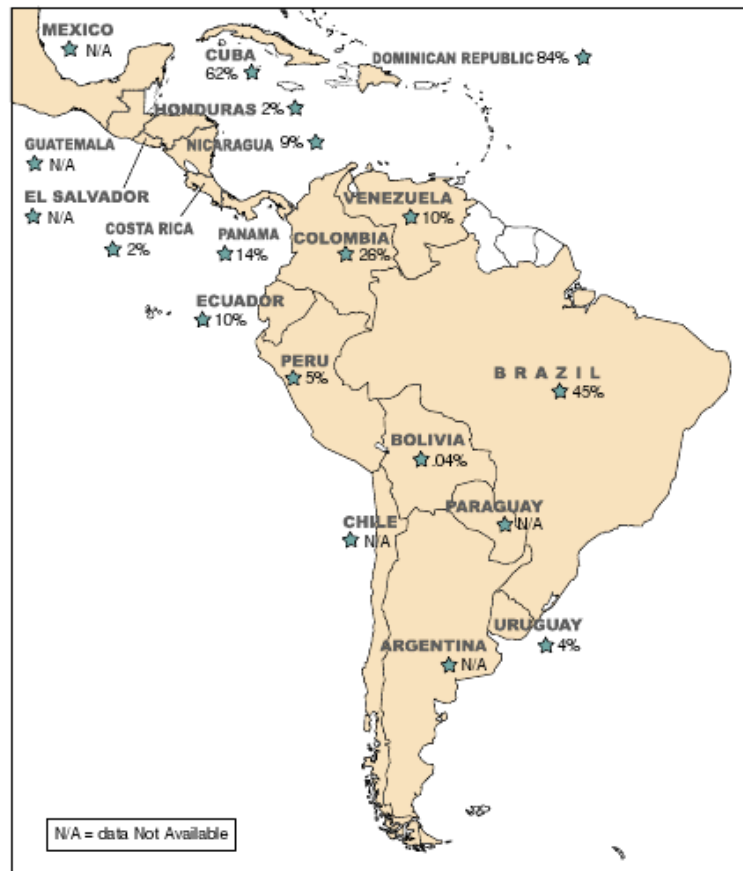 MEXICO
N/A
CUBA
62%
DOMINICAN REPUBLIC 84%
HONDURAS 2%
GUATEMALA
N/A
NICARAGUA 9%
EL SALVADOR
N/A
COSTA RICA
2%
PANAMA
14%
VENEZUELA
10%
COLOMBIA
26%
ECUADOR
10%
PERU
5%
BRAZIL
45%
BOLIVIA
.04%
PARAGUAY
N/A
CHILE
N/A
URUGUAY
4%
ARGENTINA
N/A
N/A = data Not Available